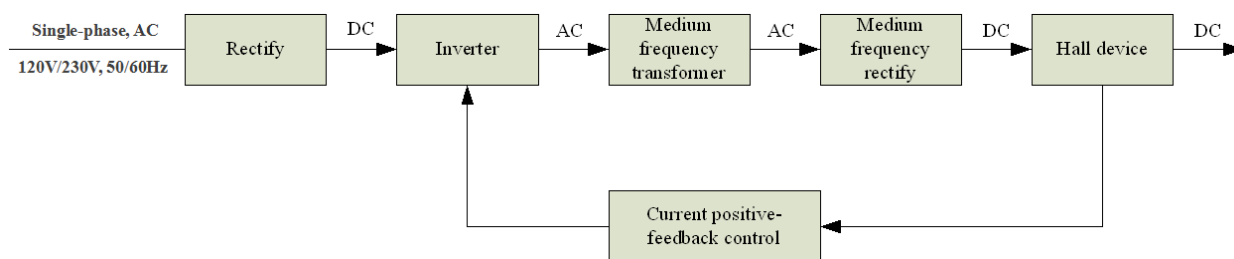 Single-phase, AC
120V/230V, 50/60Hz
Rectify
DC
Inverter
AC
Medium
frequency
transformer
AC
Medium
frequency
rectify
DC
Hall device
DC
Current positive-
feedback control